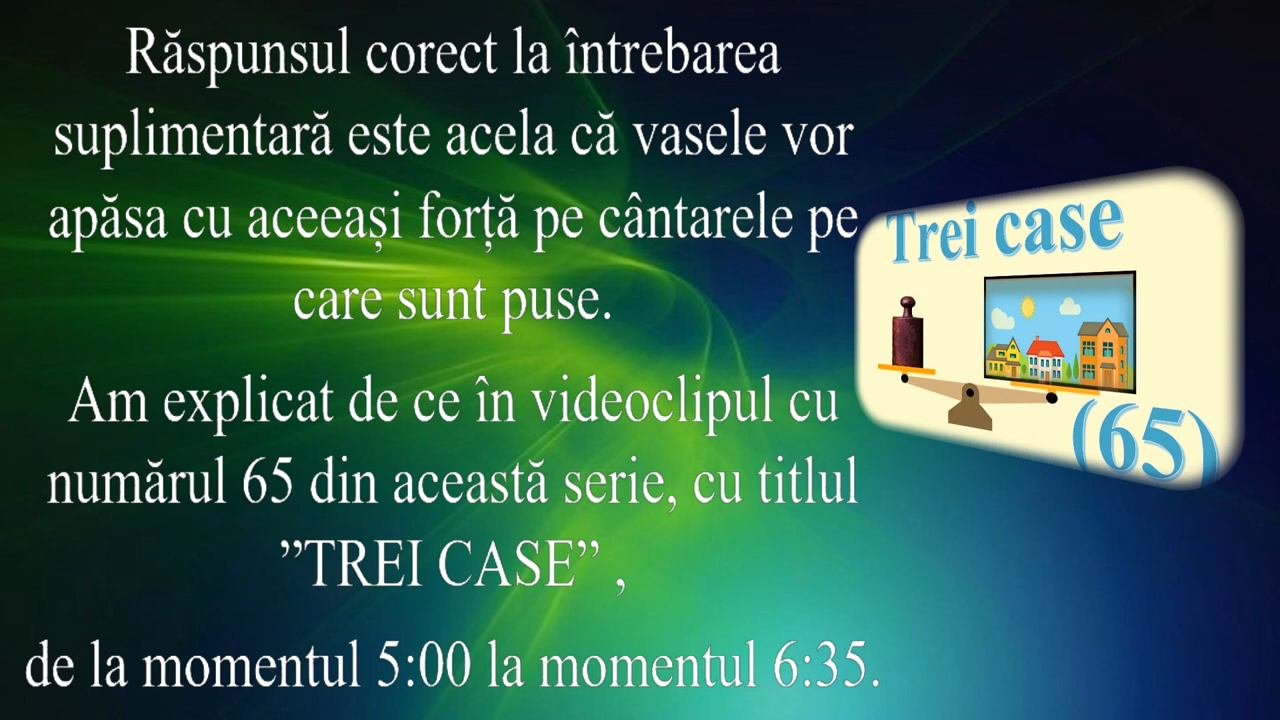 Răspunsul corect la întrebarea
suplimentară este acela că vasele vor
apăsa cu aceeași forță pe cântarele pe
care sunt puse.
Am explicat de ce în videoclipul cu
numărul 65 din această serie, cu titlul
”TREI CASE” ,
de la momentul 5:00 la momentul 6:35.
Trei case
(65)